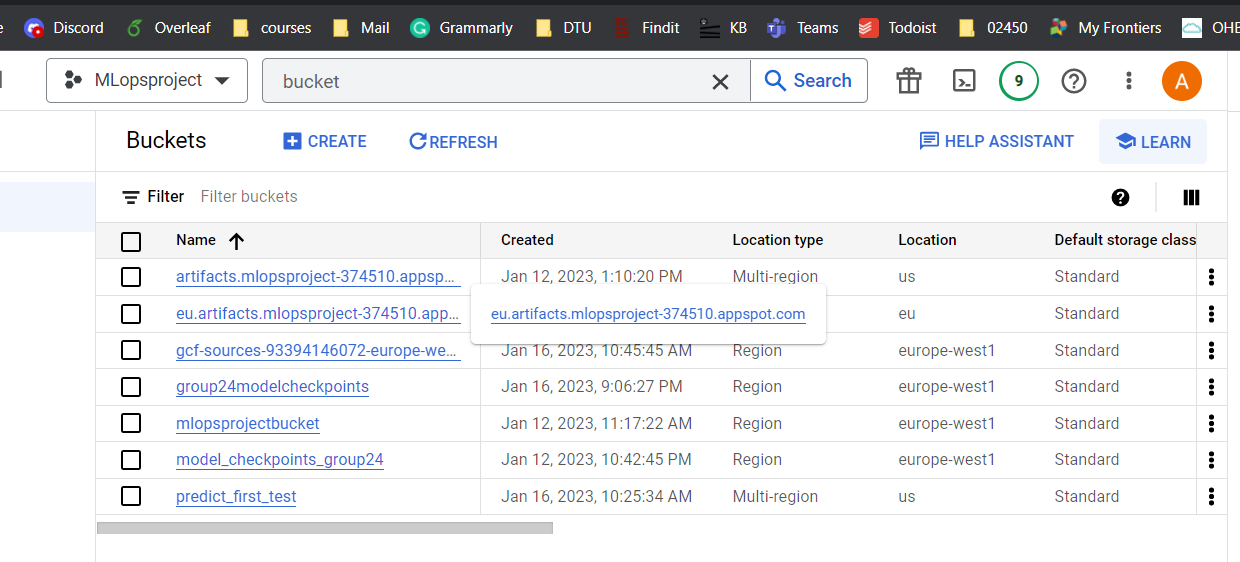 e Discord Overleaf courses Mail Grammarly DTU Findit KB Teams Todoist 02450 My Frontiers OHE
MLopsproject bucket Search 9 A
Buckets CREATE REFRESH HELP ASSISTANT LEARN
Filter Filter buckets
Name Created Location type Location Default storage class
artifacts.mlopsproject-374510.appsp... Jan 12, 2023, 1:10:20 PM Multi-region us Standard
eu.artifacts.mlopsproject-374510.app... eu.artifacts.mlopsproject-374510.appspot.com eu Standard
gcf-sources-93394146072-europe-we... Jan 16, 2023, 10:45:45 AM Region europe-west1 Standard
group24modelcheckpoints Jan 16, 2023, 9:06:27 PM Region europe-west1 Standard
mlopsprojectbucket Jan 12, 2023, 11:17:22 AM Region europe-west1 Standard
model_checkpoints_group24 Jan 12, 2023, 10:42:45 PM Region europe-west1 Standard
predict_first_test Jan 16, 2023, 10:25:34 AM Multi-region us Standard